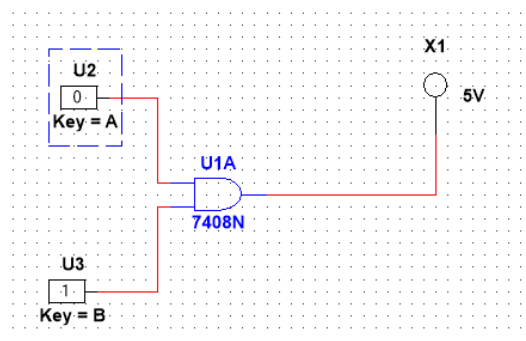 X1
U2
0
5V
Key = A
U1A
7408N
U3
1
Key = B